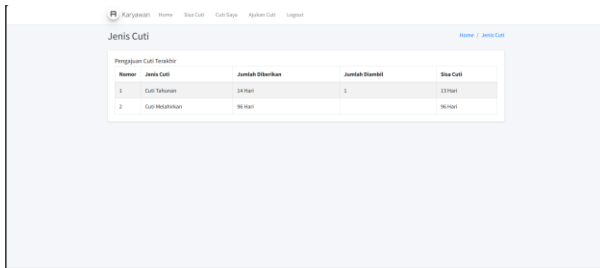 Karyawan Home Sisa Cuti Cuti Saya Ajukan Cuti Logout
Jenis Cuti Home / Jenis Cuti
Pengajuan Cuti Terakhir
Nomor Jenis Cuti Jumlah Diberikan Jumlah Diambil Sisa Cuti
1 Cuti Tahunan 14 Hari 1 13 Hari
2 Cuti Melahirkan 96 Hari 96 Hari